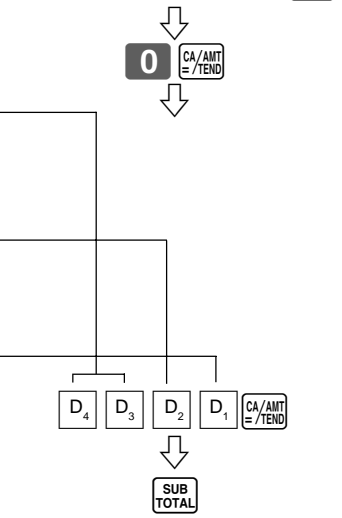 0 CA/AMT
= /TEND
D4 D3 D2 D1 CA/AMT
= /TEND
SUB
TOTAL